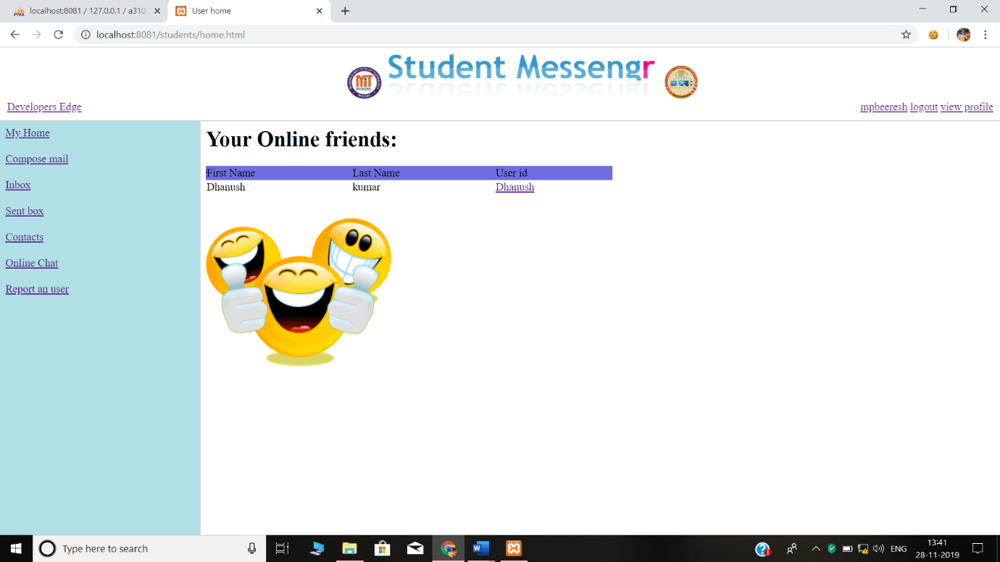 localhost:8081 / 127.0.0.1 / a310
User home
localhost:8081/students/home.html
MiT
MYSORE
Student Messengr
Developers Edge
mpbeeresh logout view profile
My Home
Compose mail
Inbox
Sent box
Contacts
Online Chat
Report an user
Your Online friends:
First Name Last Name User id
Dhanush kumar Dhanush
Type here to search
ENG
13:41
28-11-2019